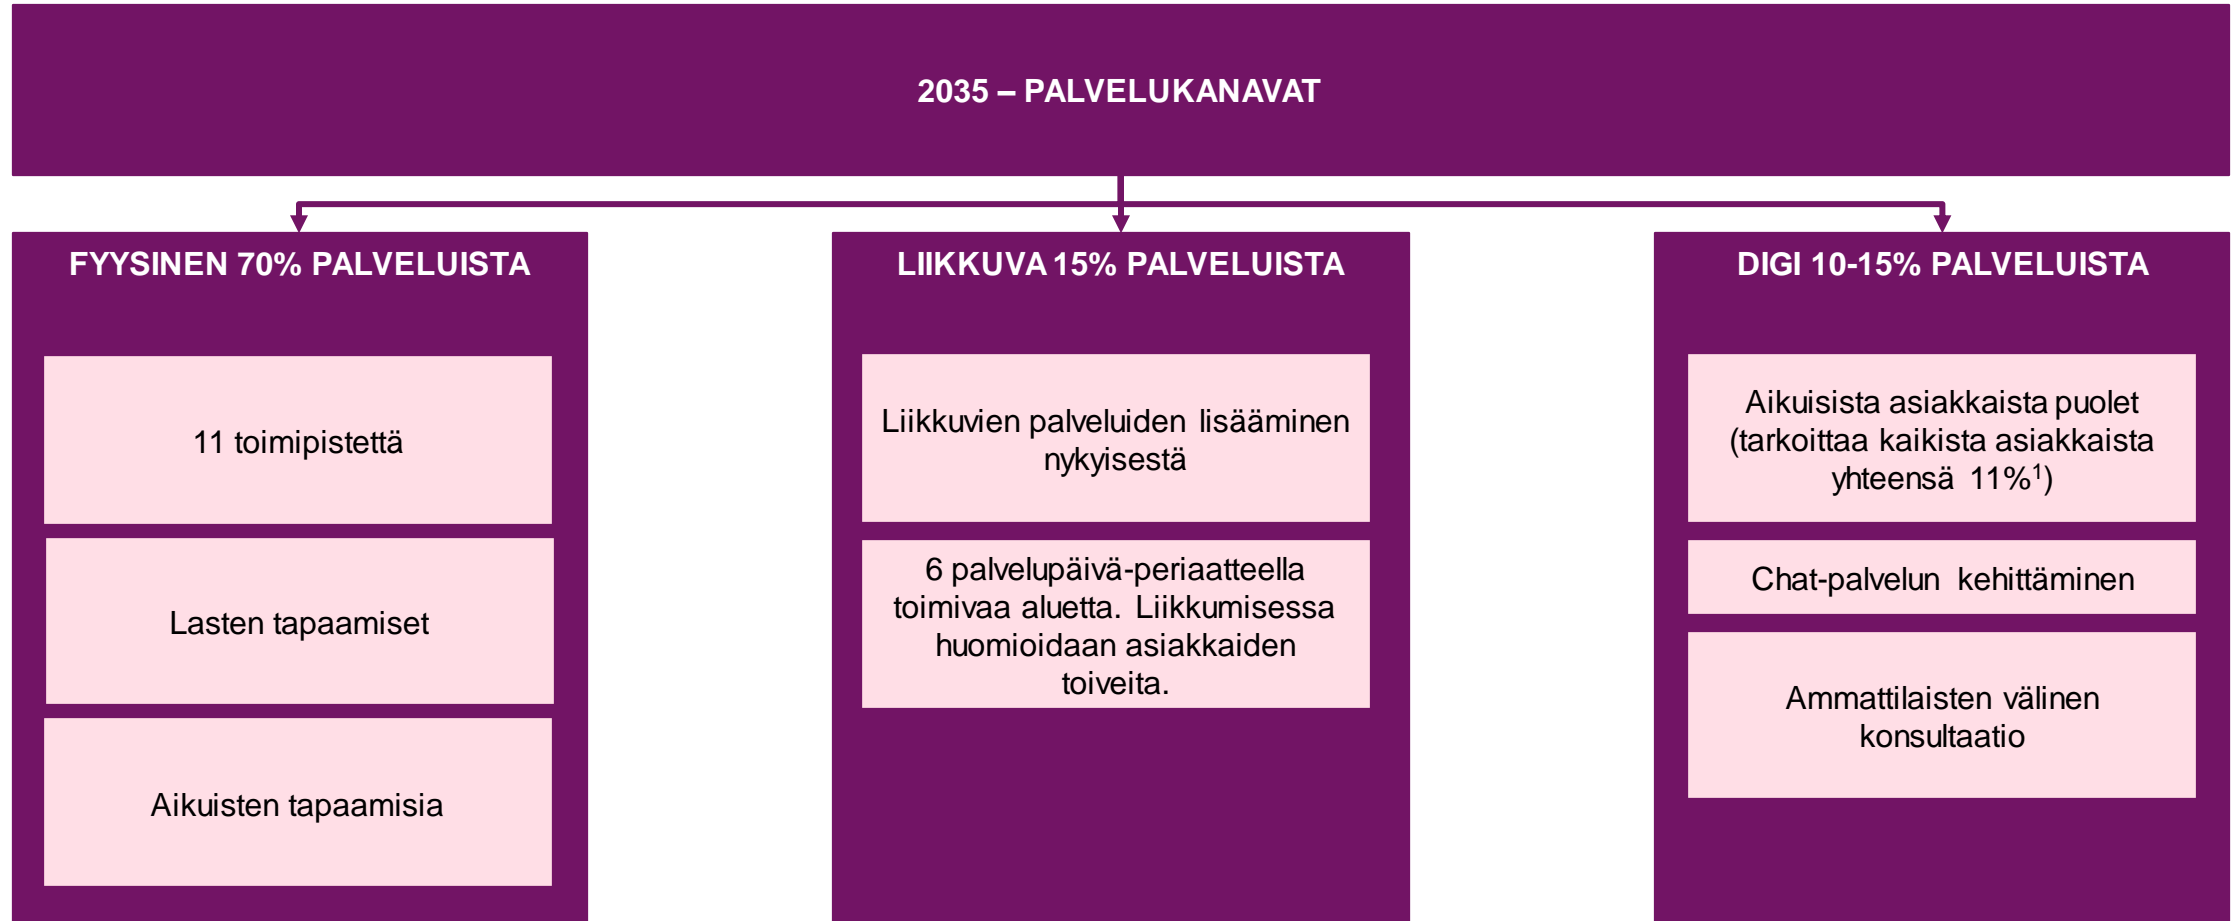 2035 – PALVELUKANAVAT
FYYSINEN 70% PALVELUISTA
11 toimipistettä
Lasten tapaamiset
Aikuisten tapaamisia
LIIKKUVA 15% PALVELUISTA
Liikkuvien palveluiden lisääminen
nykyisestä
6 palvelupäivä-periaatteella
toimivaa aluetta. Liikkumisessa
huomioidaan asiakkaiden
toiveita.
DIGI 10-15% PALVELUISTA
Aikuisista asiakkaista puolet
(tarkoittaa kaikista asiakkaista
yhteensä 11%¹)
Chat-palvelun kehittäminen
Ammattilaisten välinen
konsultaatio